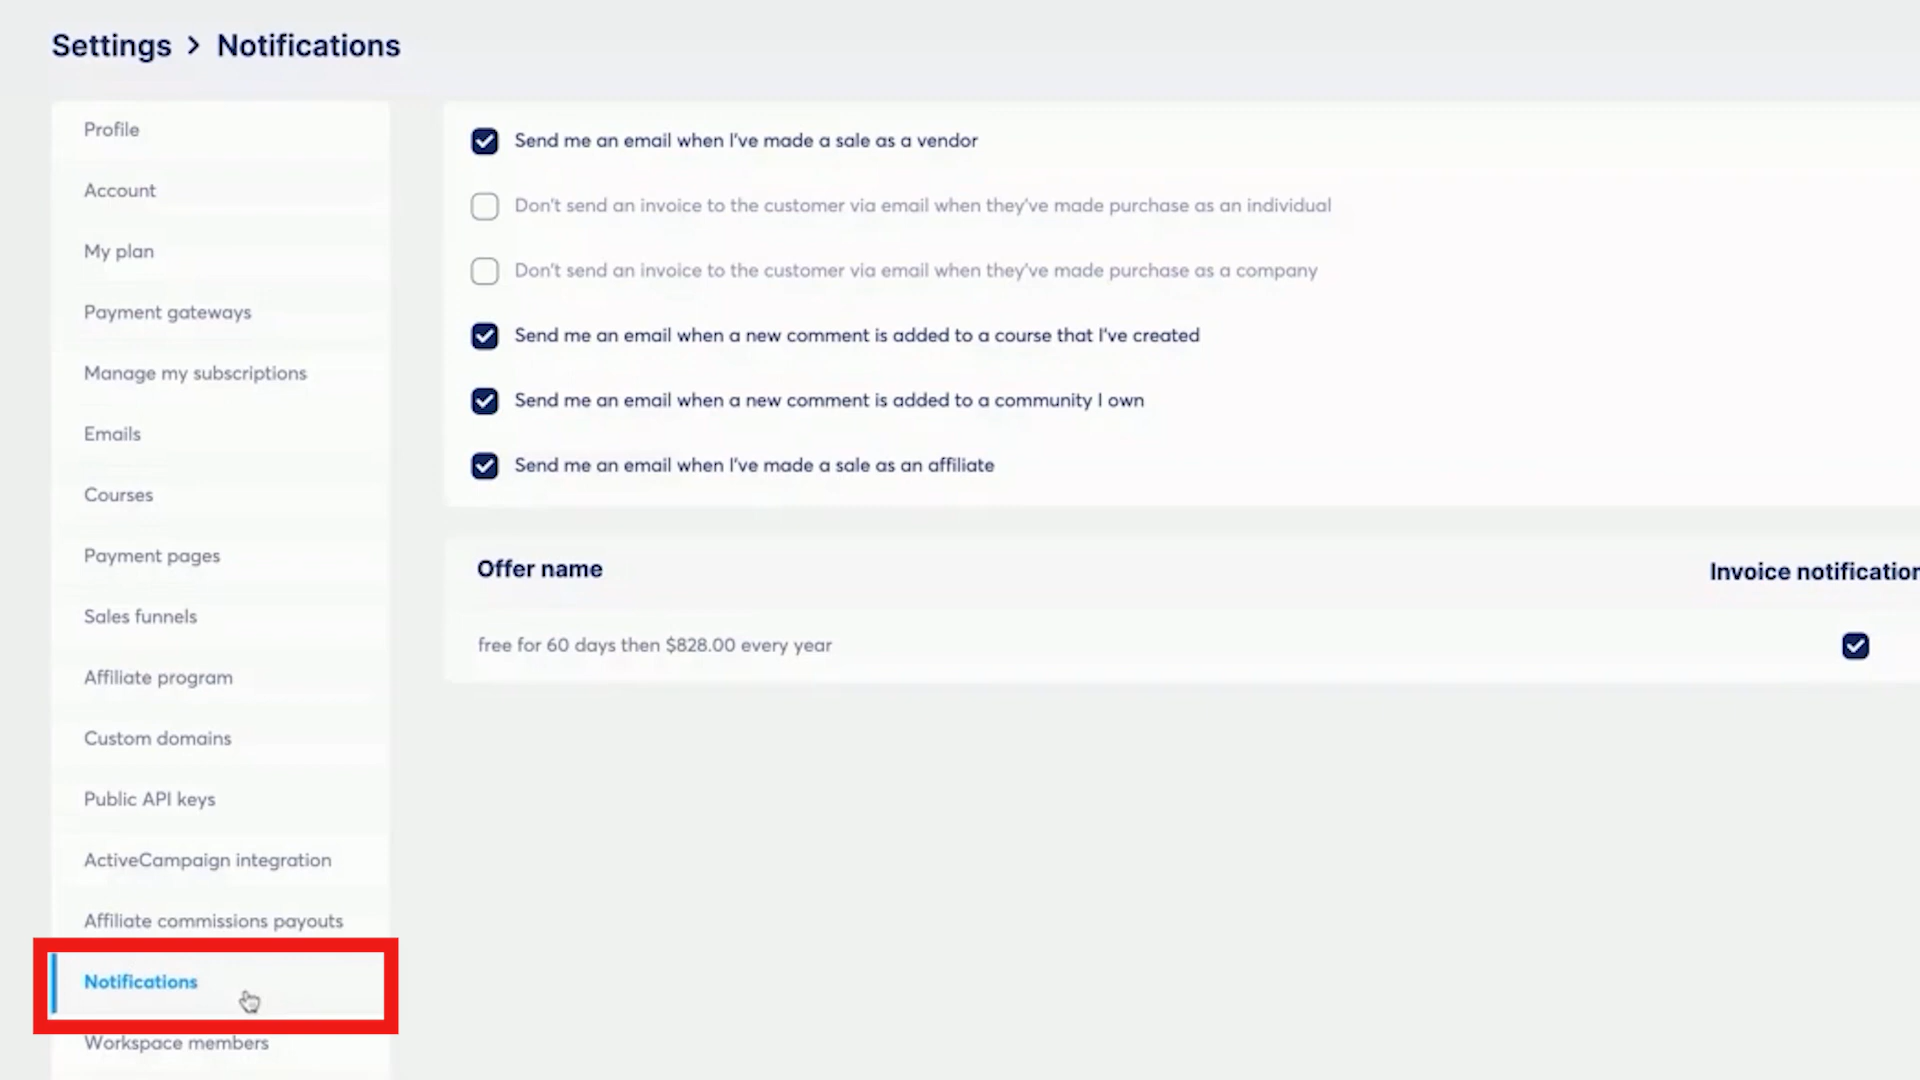 Settings > Notifications
Profile
Account
My plan
Payment gateways
Manage my subscriptions
Emails
Courses
Payment pages
Sales funnels
Affiliate program
Custom domains
Public API keys
ActiveCampaign integration
Affiliate commissions payouts
Notifications
Workspace members
Send me an email when I've made a sale as a vendor
Don't send an invoice to the customer via email when they've made purchase as an individual
Don't send an invoice to the customer via email when they've made purchase as a company
Send me an email when a new comment is added to a course that I've created
Send me an email when a new comment is added to a community I own
Send me an email when I've made a sale as an affiliate
Offer name
Invoice notification
free for 60 days then $828.00 every year